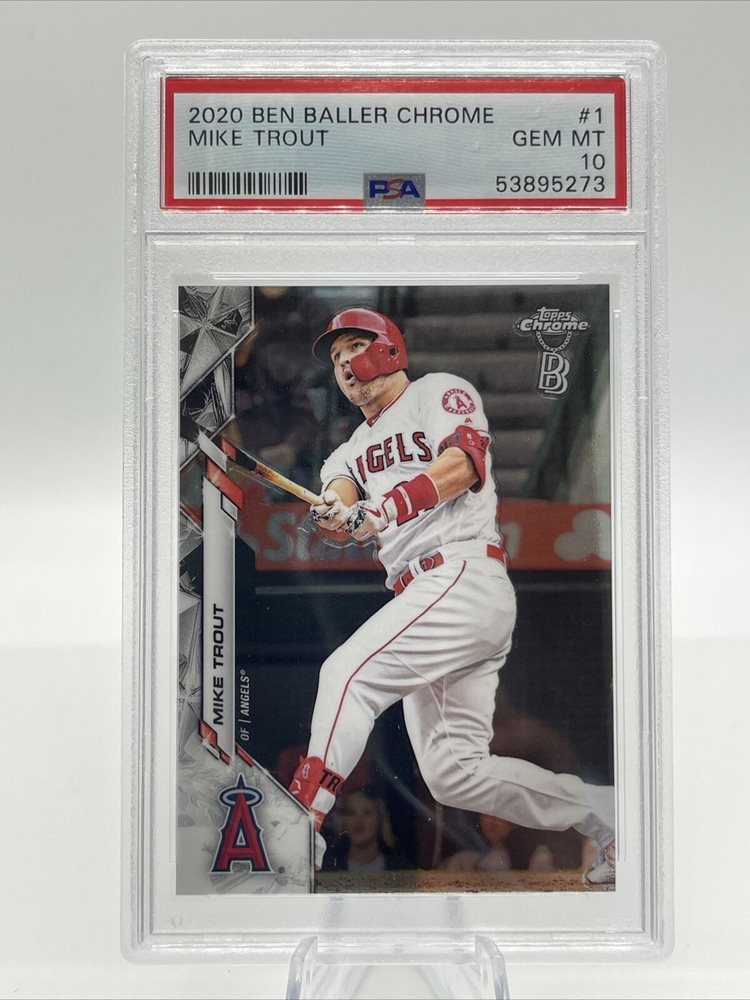 2020 BEN BALLER CHROME #1
MIKE TROUT GEM MT
10
PSA 53895273
TOPPS
Chrome
B
ANGELS
A
MIKE TROUT
OF | ANGELS®
A®